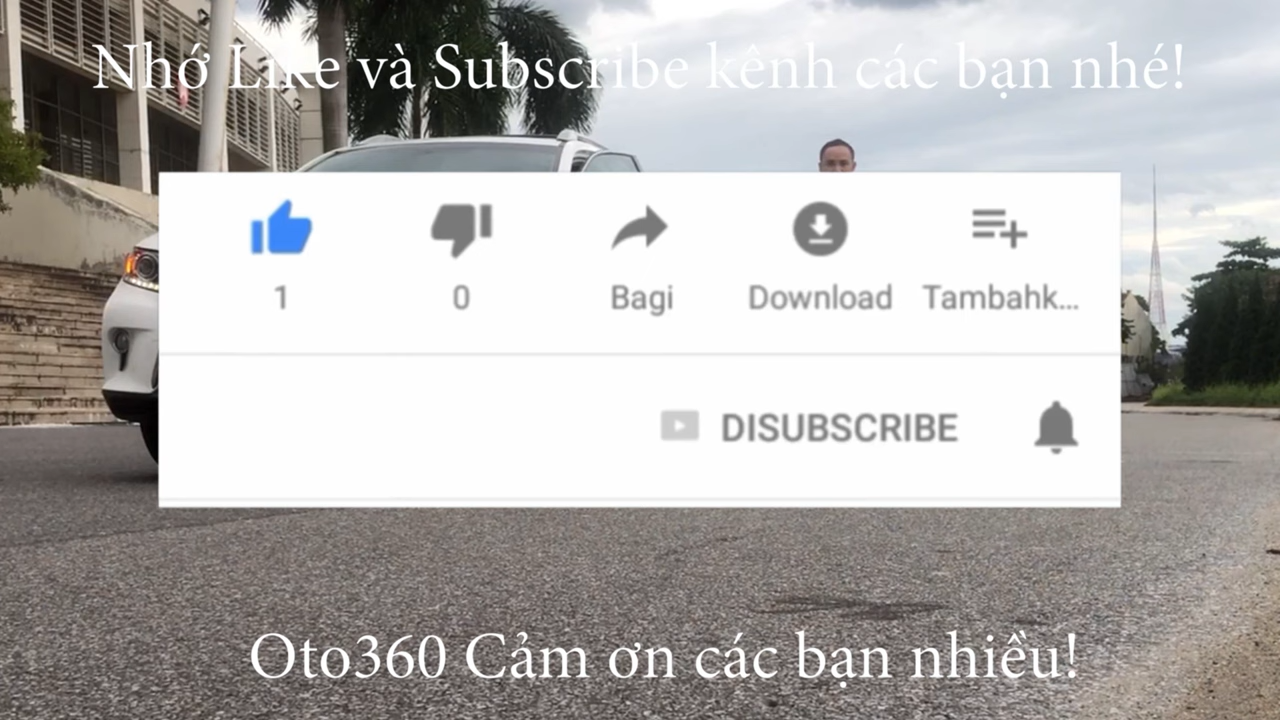 Nhớ Like và Subscribe kênh các bạn nhé!
1 0 Bagi Download Tambahk...
DISUBSCRIBE
Oto360 Cảm ơn các bạn nhiều!